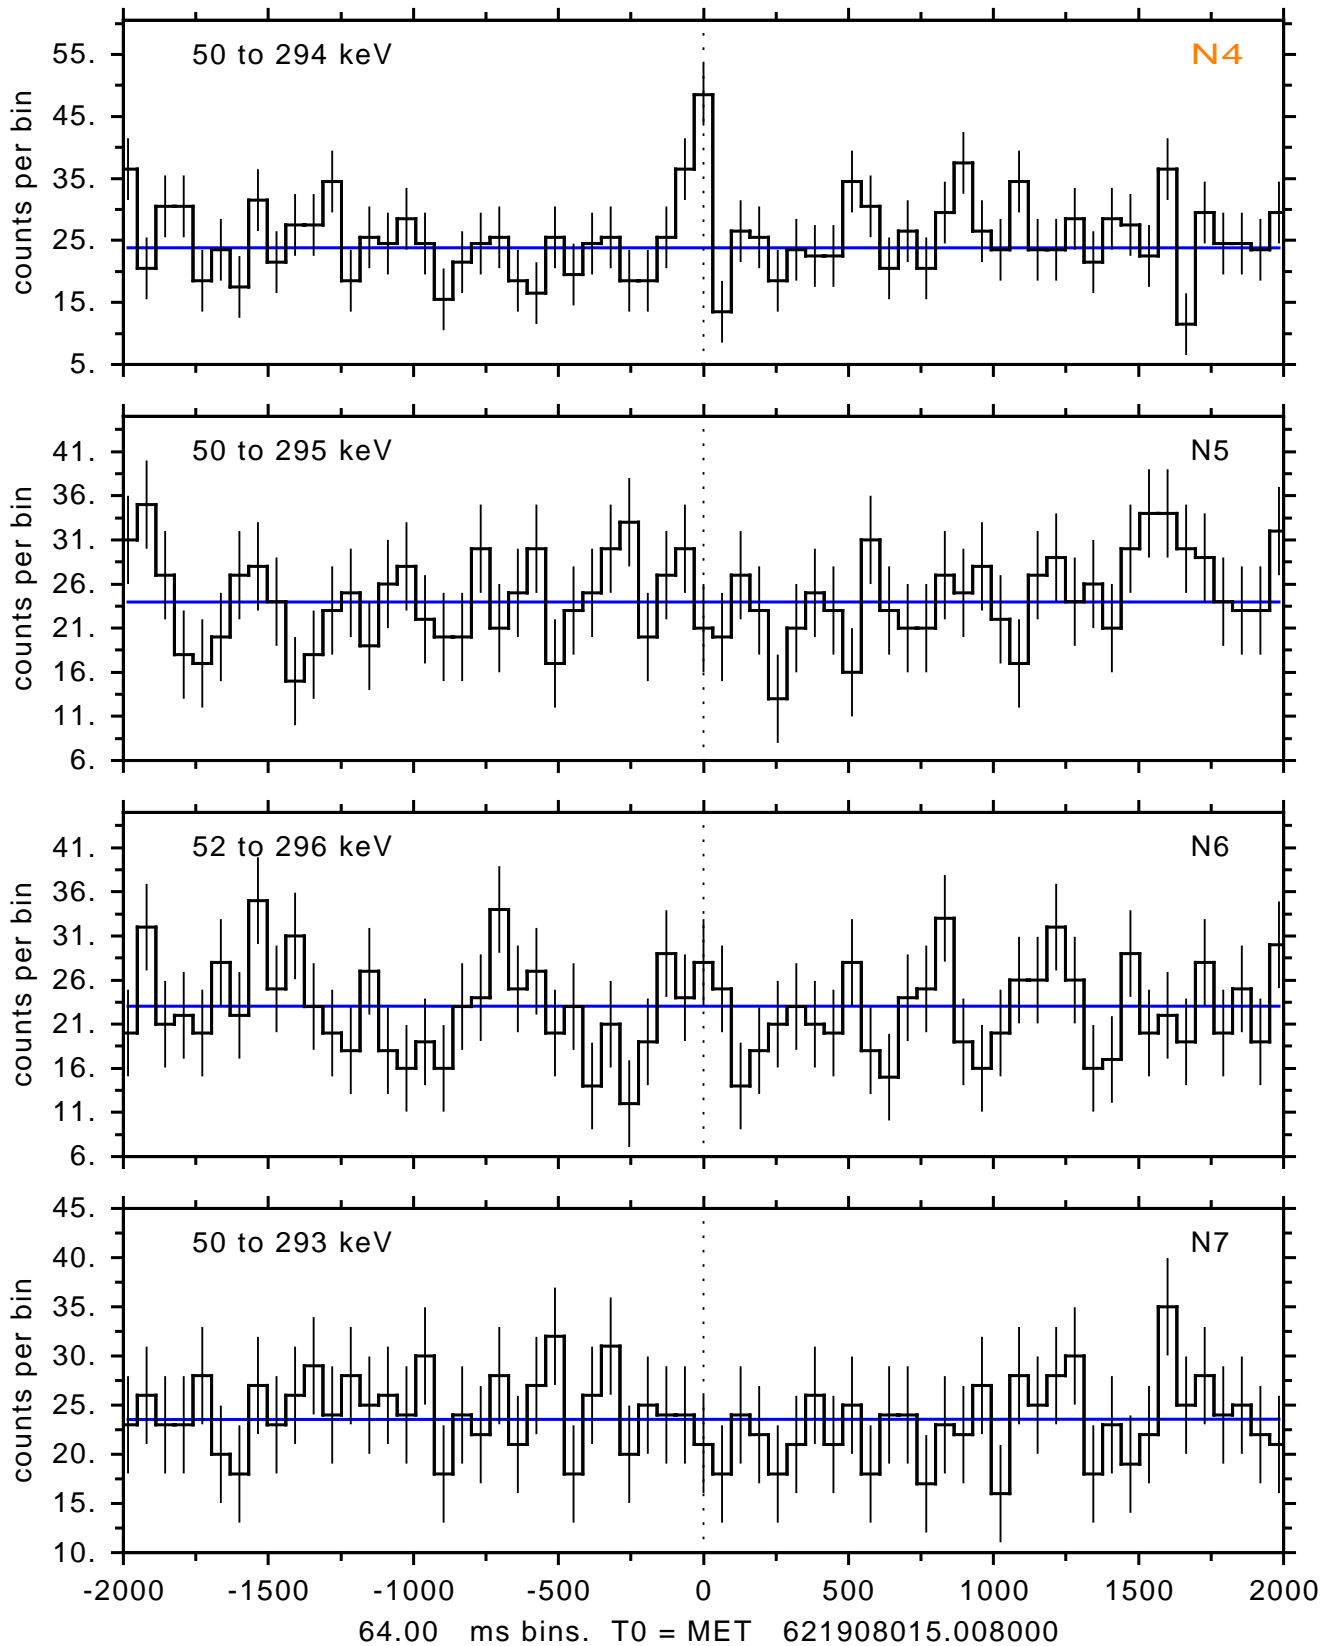 50 to 294 keV
N4
counts per bin
55.
45.
35.
25.
15.
5.
50 to 295 keV
N5
counts per bin
41.
36.
31.
26.
21.
16.
11.
6.
52 to 296 keV
N6
counts per bin
41.
36.
31.
26.
21.
16.
11.
6.
50 to 293 keV
N7
counts per bin
45.
40.
35.
30.
25.
20.
15.
10.
-2000 -1500 -1000 -500 0 500 1000 1500 2000
64.00 ms bins. T0 = MET 621908015.008000